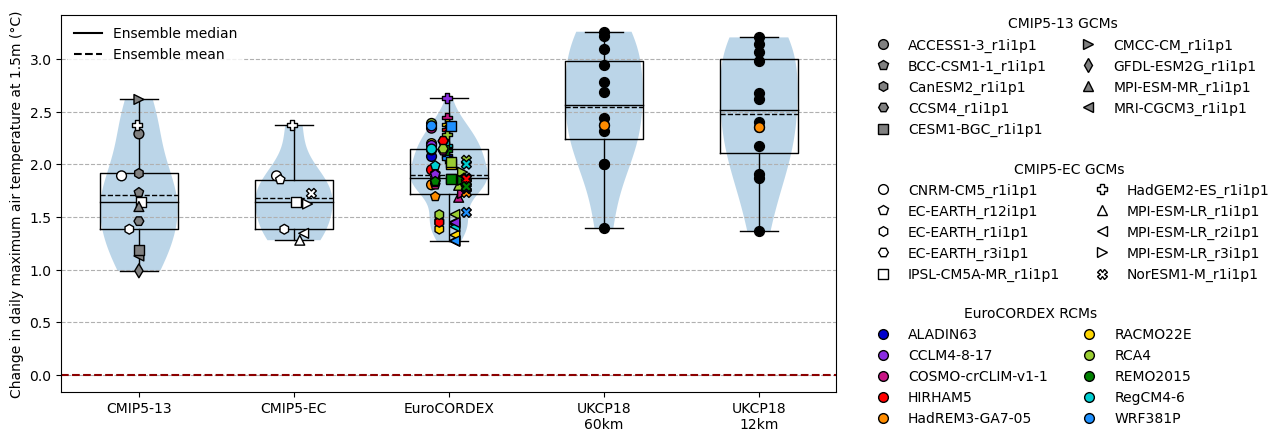 Change in daily maximum air temperature at 1.5m (°C)
Ensemble median
Ensemble mean
3.0
2.5
2.0
1.5
1.0
0.5
0.0
CMIP5-13
CMIP5-EC
EuroCORDEX
UKCP18
60km
UKCP18
12km
CMIP5-13 GCMs
ACCESS1-3_r1i1p1
BCC-CSM1-1_r1i1p1
CanESM2_r1i1p1
CCSM4_r1i1p1
CESM1-BGC_r1i1p1
CMCC-CM_r1i1p1
GFDL-ESM2G_r1i1p1
MPI-ESM-MR_r1i1p1
MRI-CGCM3_r1i1p1
CMIP5-EC GCMs
CNRM-CM5_r1i1p1
EC-EARTH_r12i1p1
EC-EARTH_r1i1p1
EC-EARTH_r3i1p1
IPSL-CM5A-MR_r1i1p1
HadGEM2-ES_r1i1p1
MPI-ESM-LR_r1i1p1
MPI-ESM-LR_r2i1p1
MPI-ESM-LR_r3i1p1
NorESM1-M_r1i1p1
EuroCORDEX RCMs
ALADIN63
CCLM4-8-17
COSMO-crCLIM-v1-1
HIRHAM5
HadREM3-GA7-05
RACMO22E
RCA4
REMO2015
RegCM4-6
WRF381P